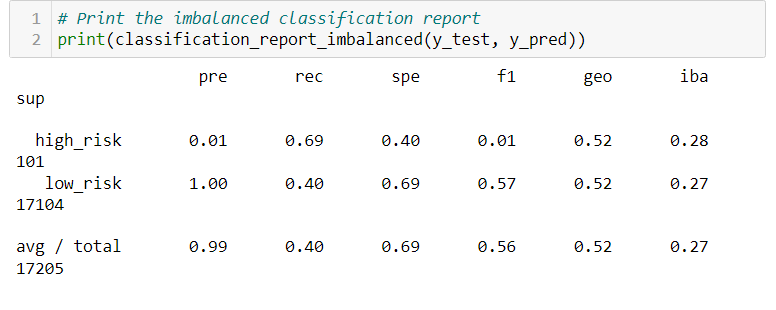 1 # Print the imbalanced classification report
2 print(classification_report_imbalanced(y_test, y_pred))
pre rec spe f1 geo iba
sup
high_risk 0.01 0.69 0.40 0.01 0.52 0.28
101
low_risk 1.00 0.40 0.69 0.57 0.52 0.27
17104
avg / total 0.99 0.40 0.69 0.56 0.52 0.27
17205